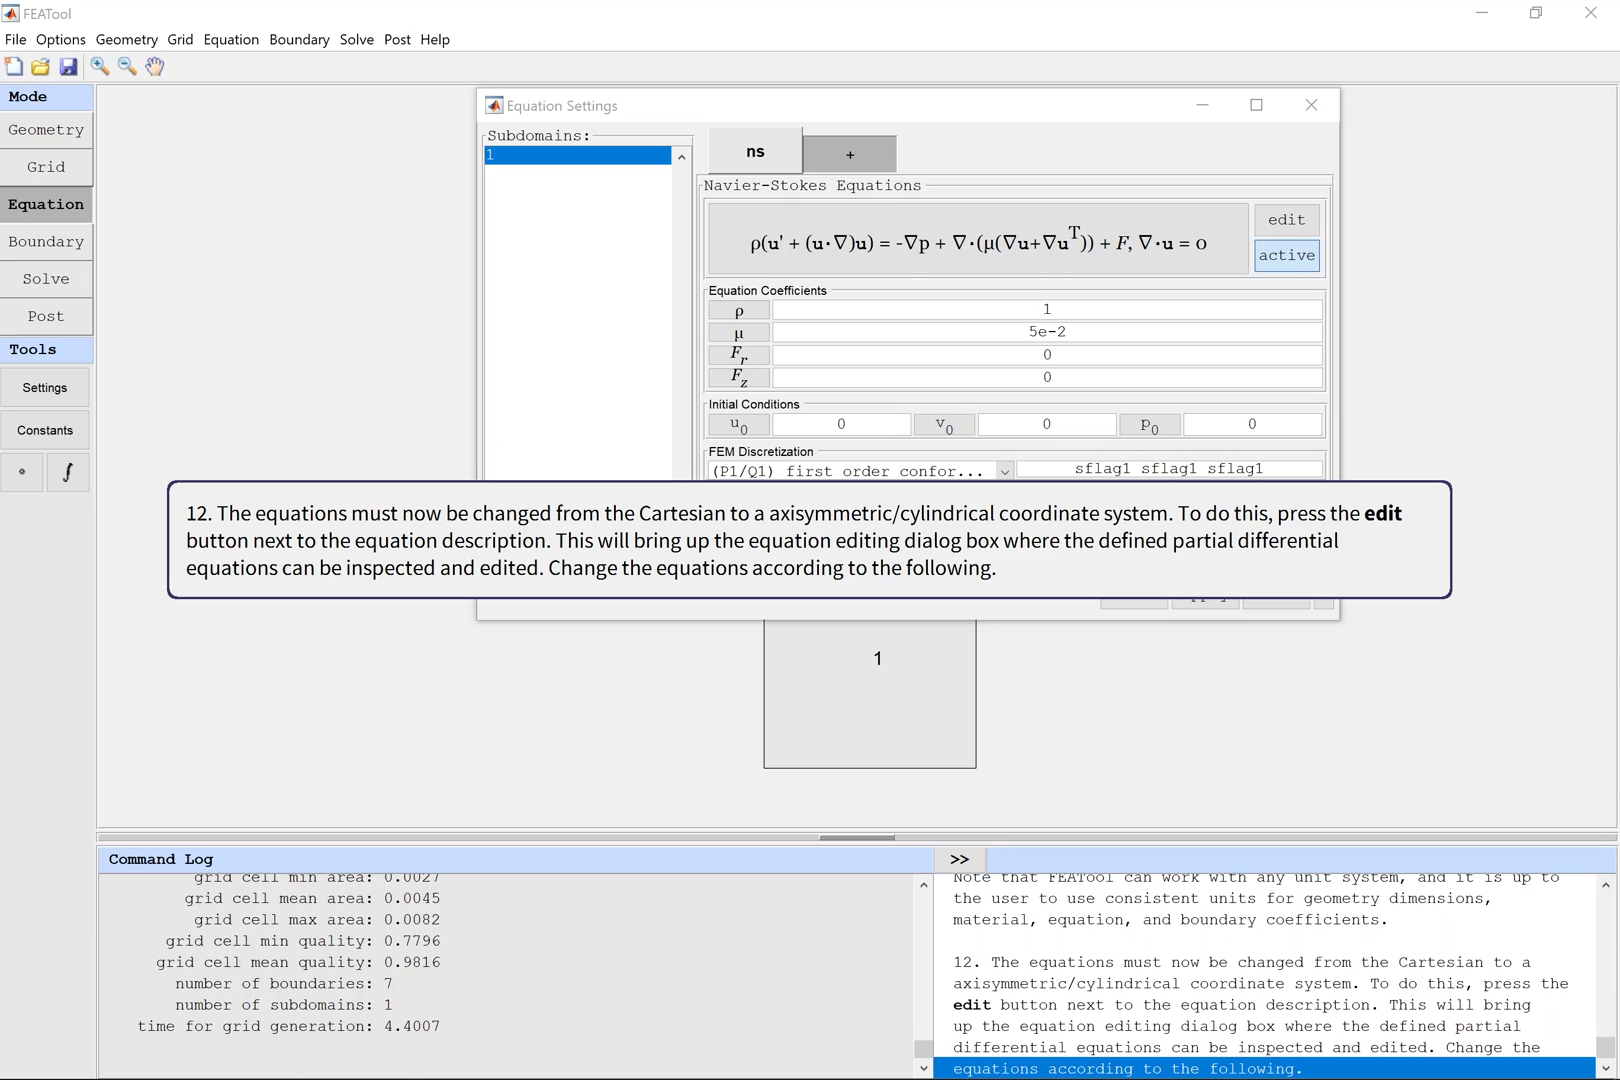 FEATool
File Options Geometry Grid Equation Boundary Solve Post Help
Mode
Geometry
Grid
Equation
Boundary
Solve
Post
Tools
Settings
Constants
∫
Equation Settings
Subdomains:
1
ns
+
Navier-Stokes Equations
ρ(u' + (u·∇)u) = -∇p + ∇·(μ(∇u+∇uᵀ)) + F, ∇·u = 0
edit
active
Equation Coefficients
ρ 1
μ 5e-2
Fr 0
Fz 0
Initial Conditions
u0 0 v0 0 p0 0
FEM Discretization
(P1/Q1) first order confor... sflag1 sflag1 sflag1
12. The equations must now be changed from the Cartesian to a axisymmetric/cylindrical coordinate system. To do this, press the edit
button next to the equation description. This will bring up the equation editing dialog box where the defined partial differential
equations can be inspected and edited. Change the equations according to the following.
1
Command Log
grid cell min area: 0.0027
grid cell mean area: 0.0045
grid cell max area: 0.0082
grid cell min quality: 0.7796
grid cell mean quality: 0.9816
number of boundaries: 7
number of subdomains: 1
time for grid generation: 4.4007
>>
Note that FEATool can work with any unit system, and it is up to
the user to use consistent units for geometry dimensions,
material, equation, and boundary coefficients.
12. The equations must now be changed from the Cartesian to a
axisymmetric/cylindrical coordinate system. To do this, press the
edit button next to the equation description. This will bring
up the equation editing dialog box where the defined partial
differential equations can be inspected and edited. Change the
equations according to the following.